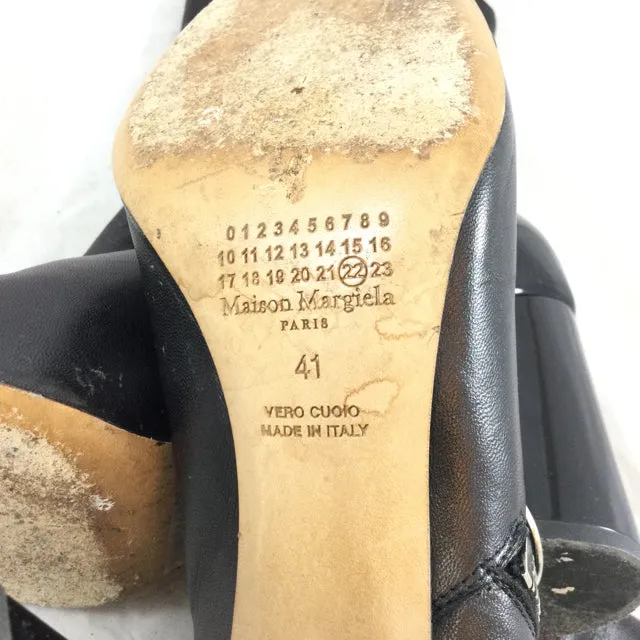 0 1 2 3 4 5 6 7 8 9
10 11 12 13 14 15 16
17 18 19 20 21 22 23
Maison Margiela
PARIS
41
VERO CUOIO
MADE IN ITALY